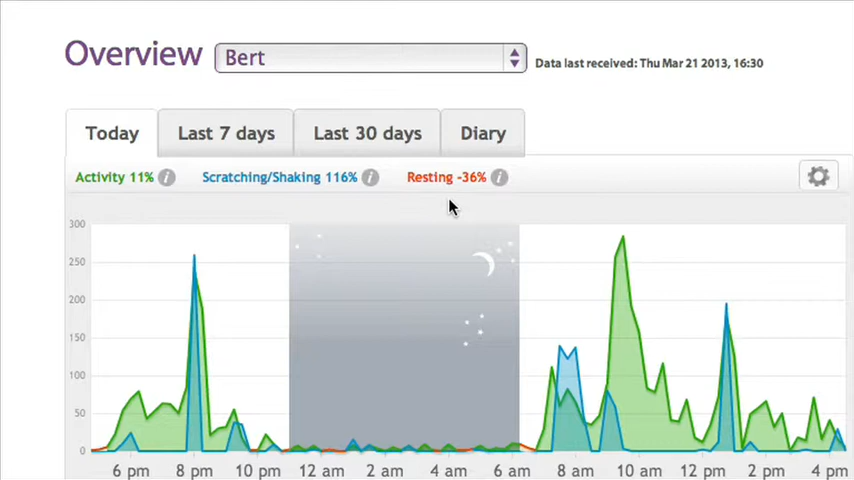 Overview Bert Data last received: Thu Mar 21 2013, 16:30
Today Last 7 days Last 30 days Diary
Activity 11% i Scratching/Shaking 116% i Resting -36% i
300
250
200
150
100
50
0
6 pm 8 pm 10 pm 12 am 2 am 4 am 6 am 8 am 10 am 12 pm 2 pm 4 pm